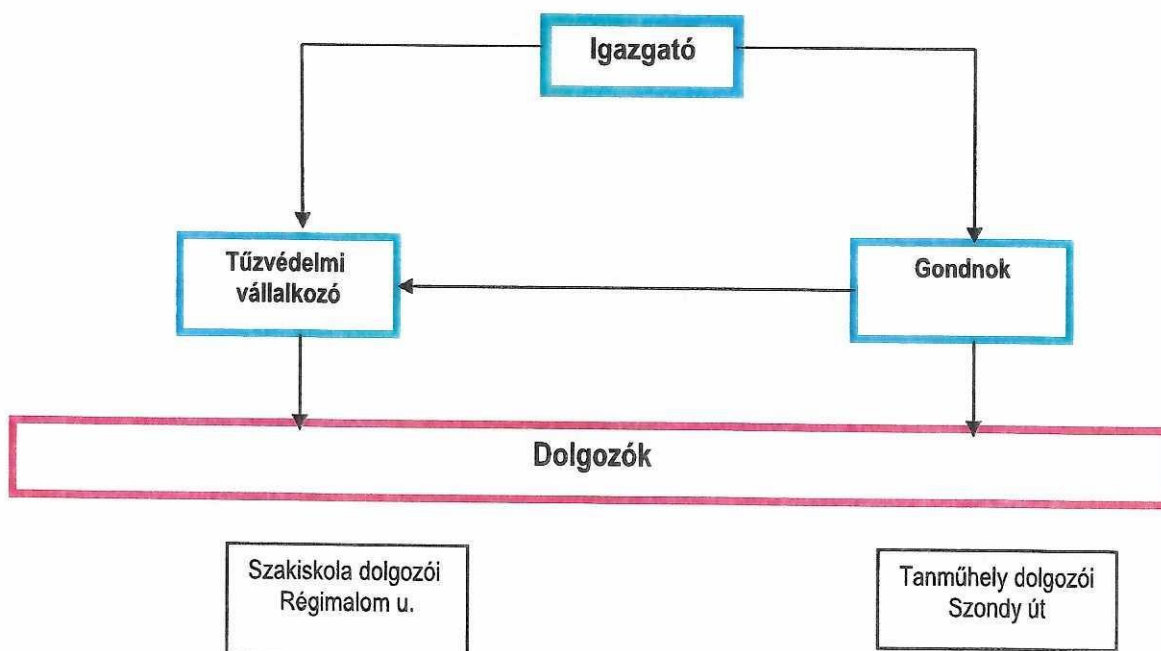 Igazgató
Tűzvédelmi
vállalkozó
Gondnok
Dolgozók
Szakiskola dolgozói
Régimalom u.
Tanműhely dolgozói
Szondy út